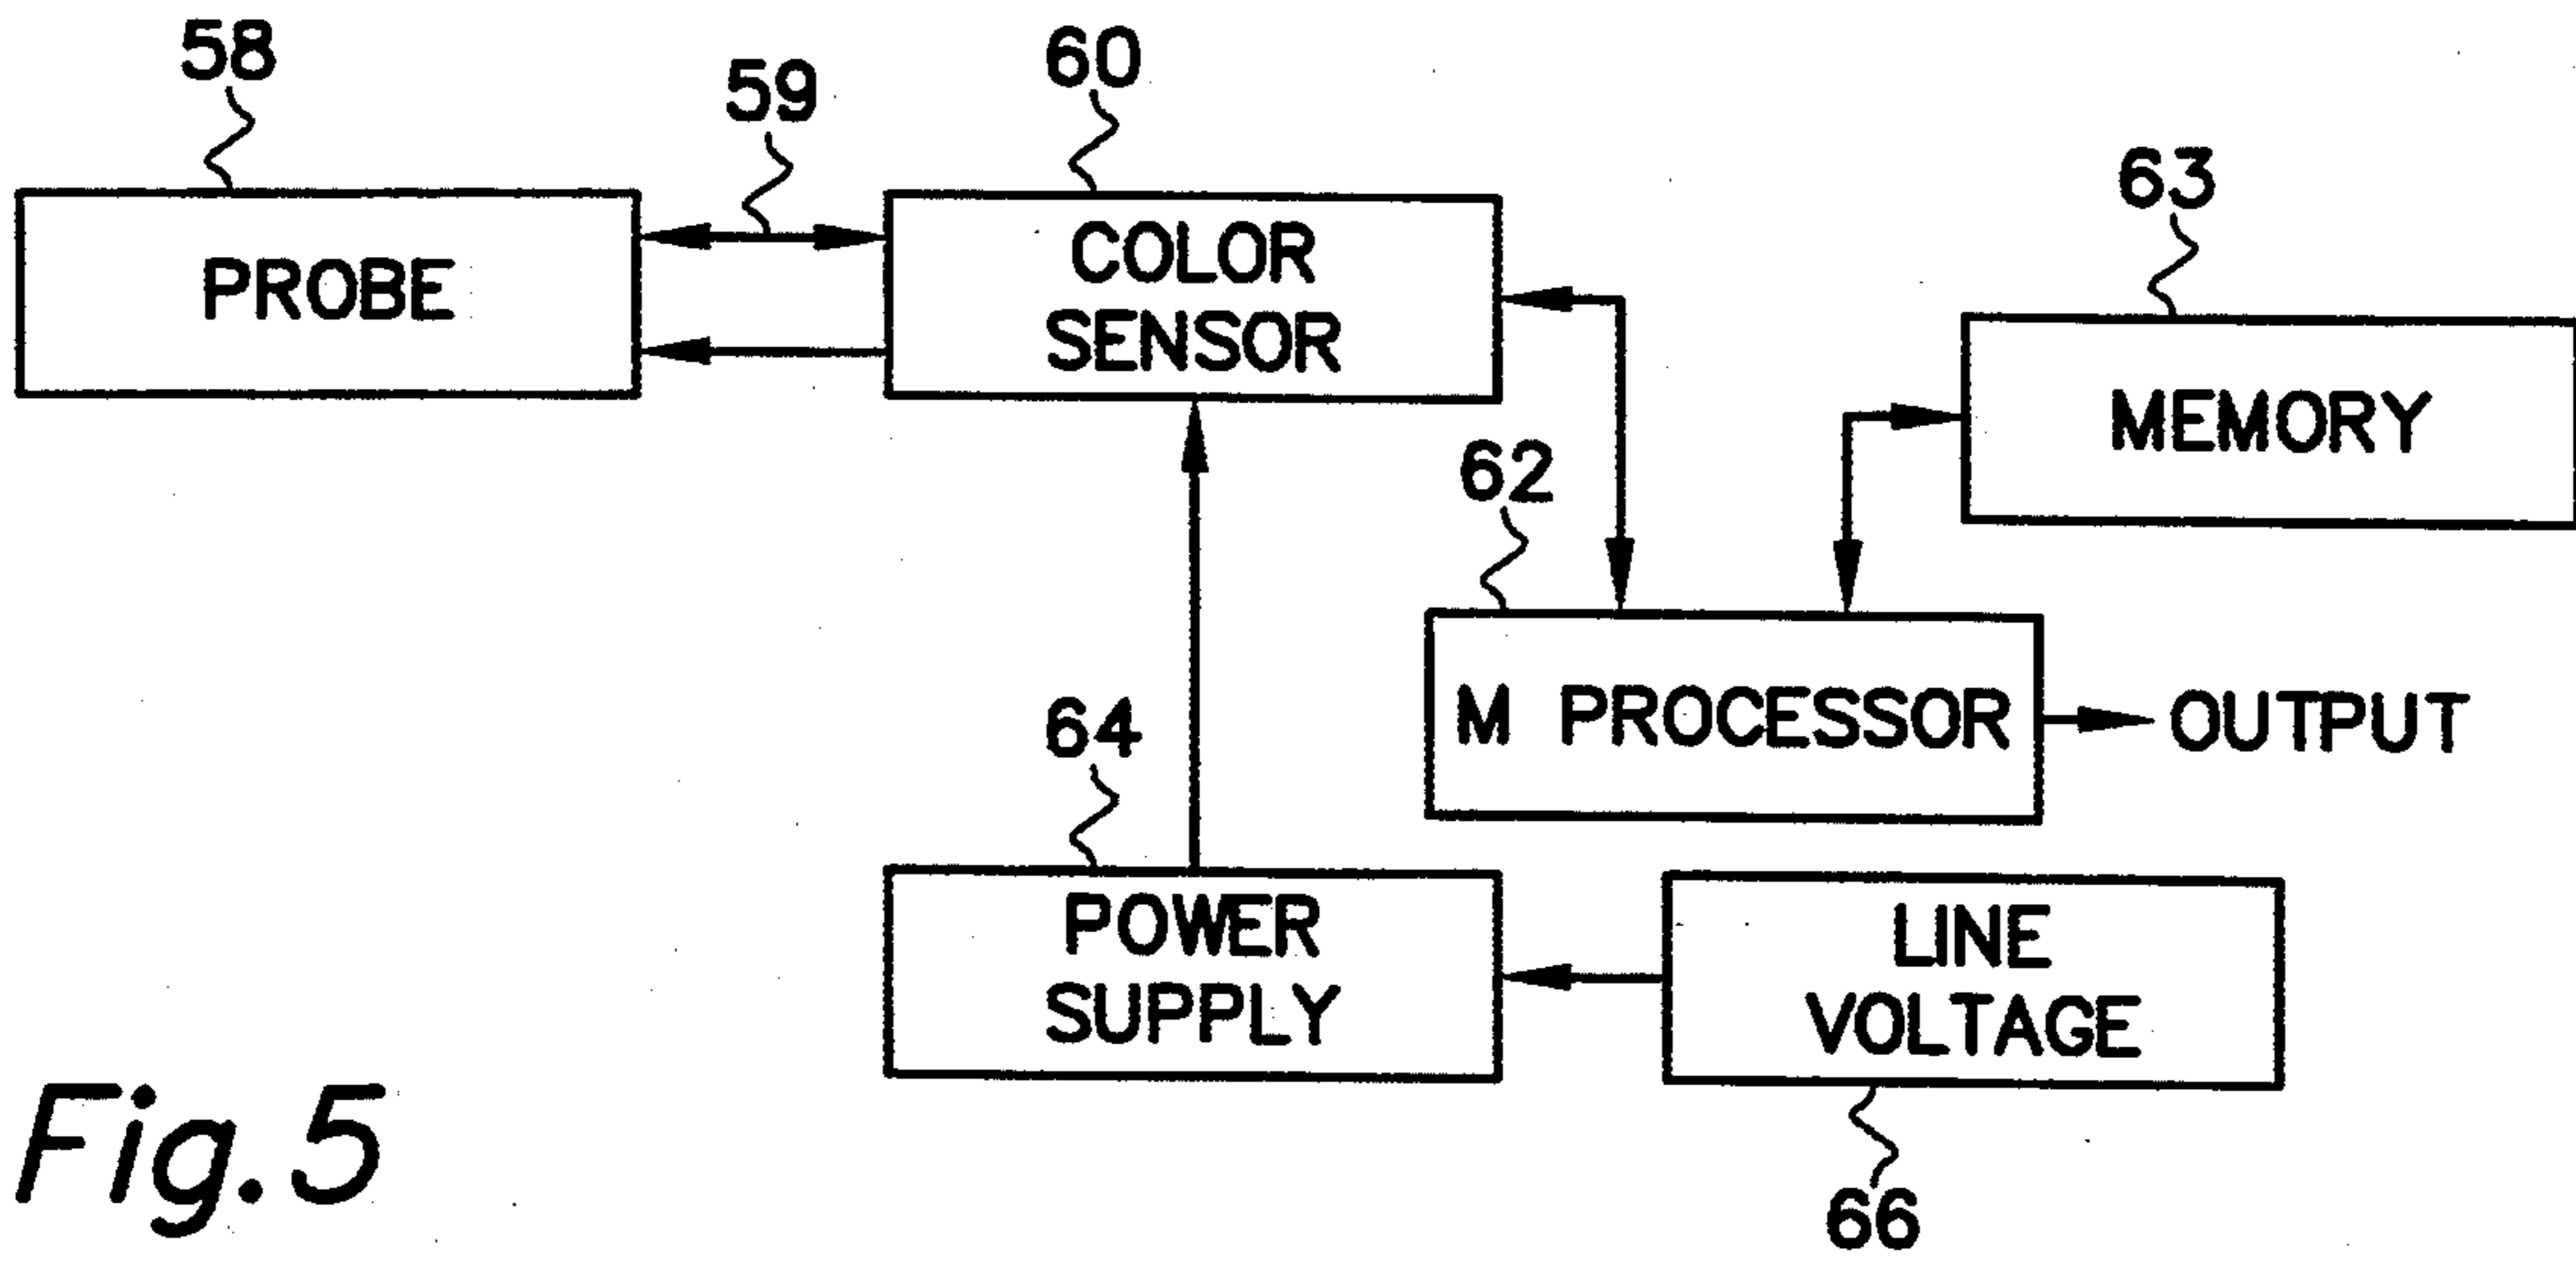 58
59
60
63
PROBE
COLOR
SENSOR
MEMORY
62
M PROCESSOR
OUTPUT
64
POWER
SUPPLY
LINE
VOLTAGE
66
Fig.5